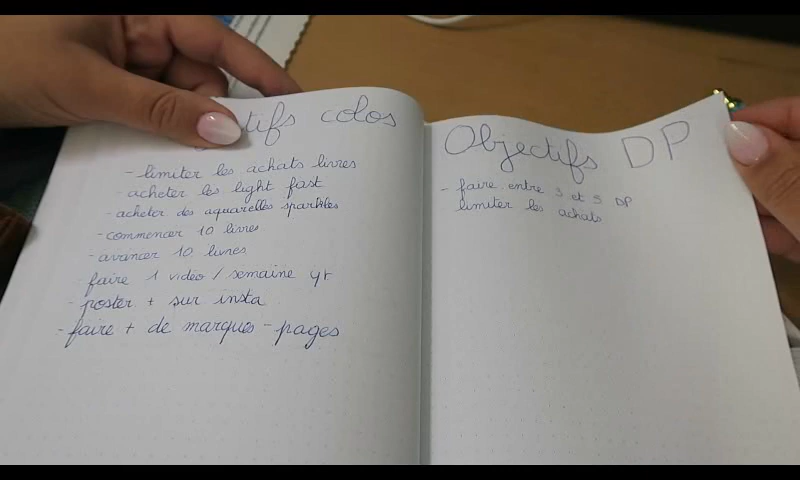 tifs colos
- limiter les achats livres
- acheter les light fast
- acheter des aquarelles sparkles
- commencer 10 livres
- avancer 10 livres
- faire 1 video / semaine yt
- poster + sur insta
- faire + de marques - pages
Objectifs DP
- faire entre 3 et 5 DP
limiter les achats